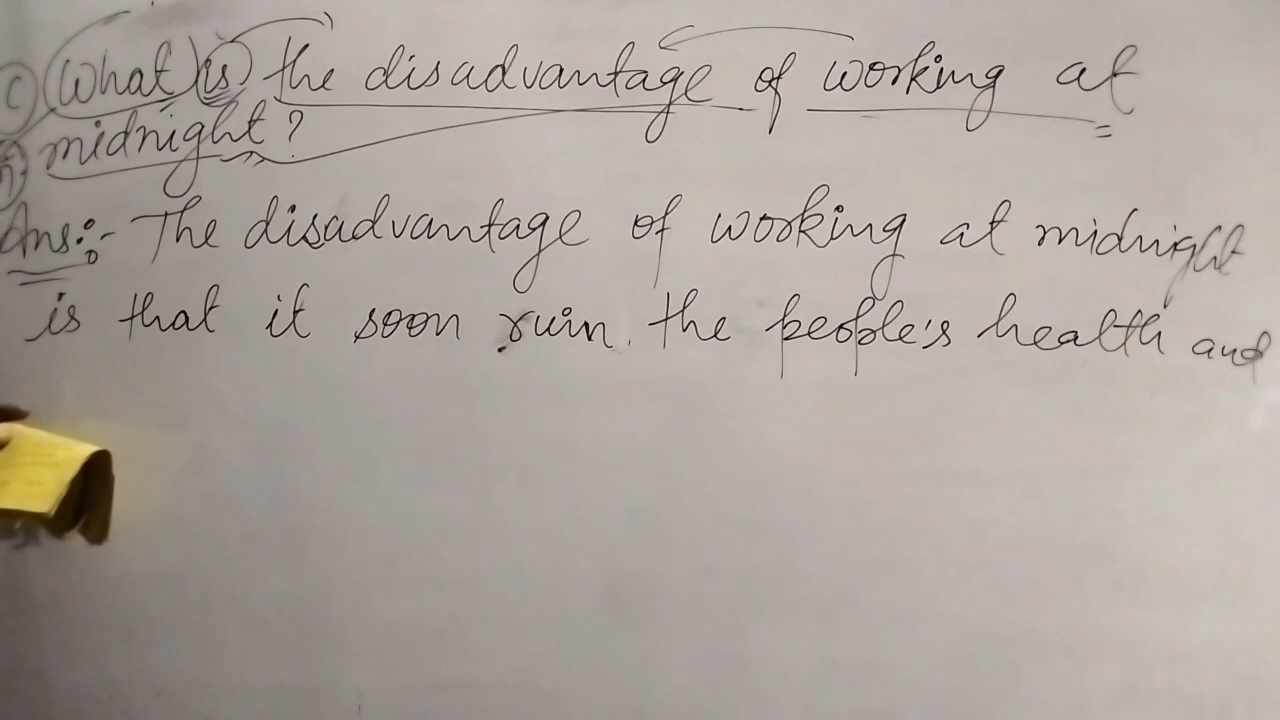 c) What is the disadvantage of working at
midnight?
Ans:- The disadvantage of working at midnight
is that it soon ruin the people's health and